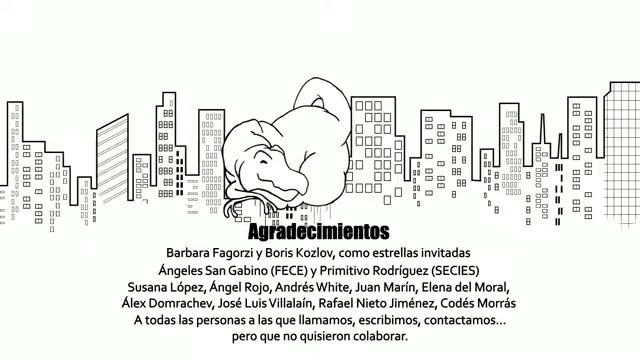 Agradecimientos
Barbara Fagorzi y Boris Kozlov, como estrellas invitadas
Ángeles San Gabino (FECE) y Primitivo Rodríguez (SECIES)
Susana López, Ángel Rojo, Andrés White, Juan Marín, Elena del Moral,
Álex Domrachev, José Luis Villalaín, Rafael Nieto Jiménez, Codés Morrás
A todas las personas a las que llamamos, escribimos, contactamos...
pero que no quisieron colaborar.